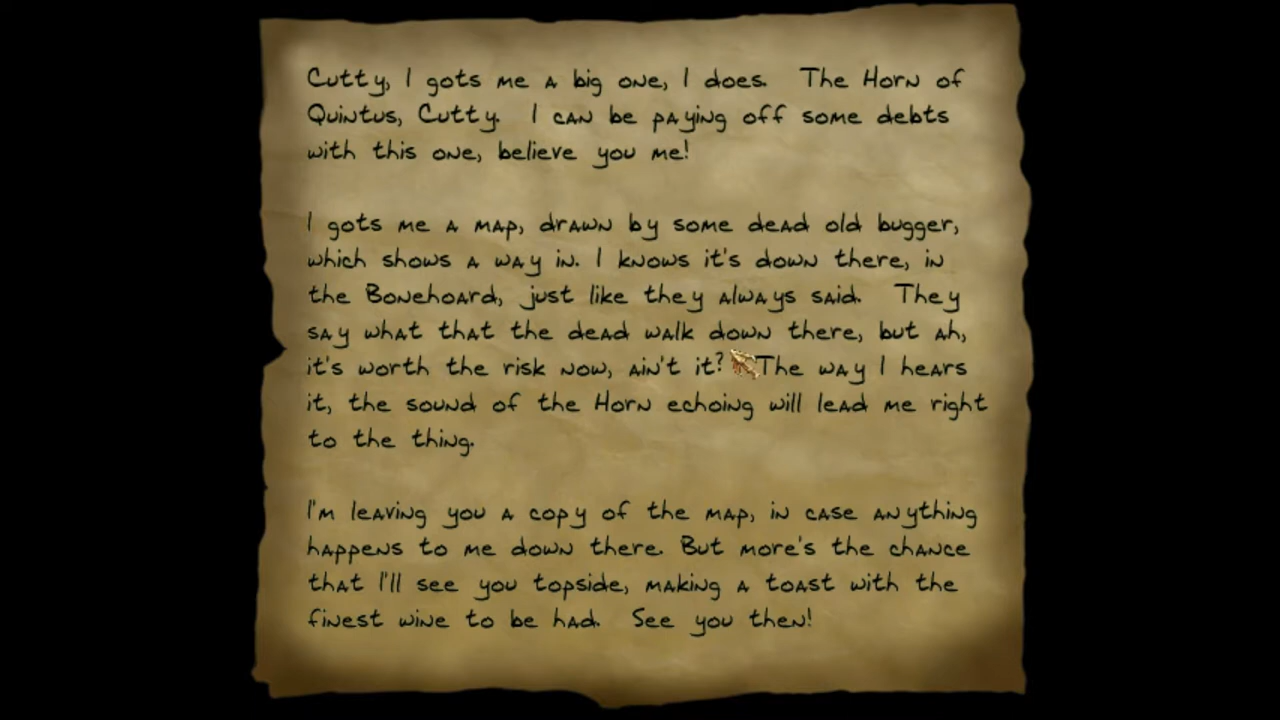 Cutty, I gots me a big one, I does. The Horn of
Quintus, Cutty. I can be paying off some debts
with this one, believe you me!
I gots me a map, drawn by some dead old bugger,
which shows a way in. I knows it's down there, in
the Bonehoard, just like they always said. They
say what that the dead walk down there, but ah,
it's worth the risk now, ain't it? The way I hears
it, the sound of the Horn echoing will lead me right
to the thing.
I'm leaving you a copy of the map, in case anything
happens to me down there. But more's the chance
that I'll see you topside, making a toast with the
finest wine to be had. See you then!